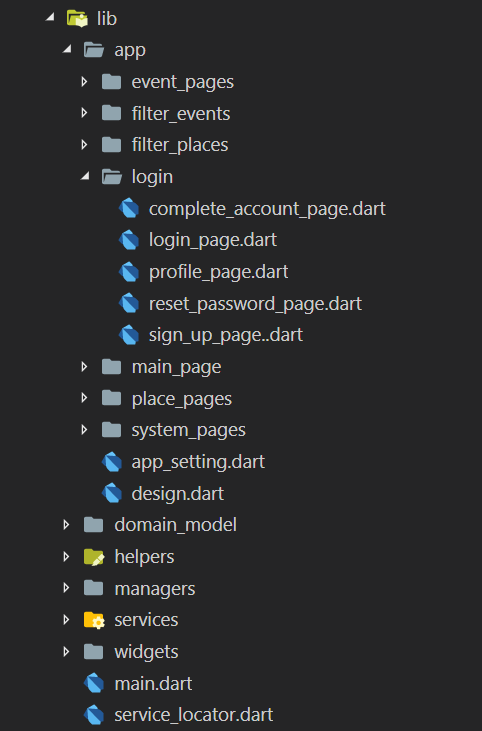 lib
app
event_pages
filter_events
filter_places
login
complete_account_page.dart
login_page.dart
profile_page.dart
reset_password_page.dart
sign_up_page..dart
main_page
place_pages
system_pages
app_setting.dart
design.dart
domain_model
helpers
managers
services
widgets
main.dart
service_locator.dart